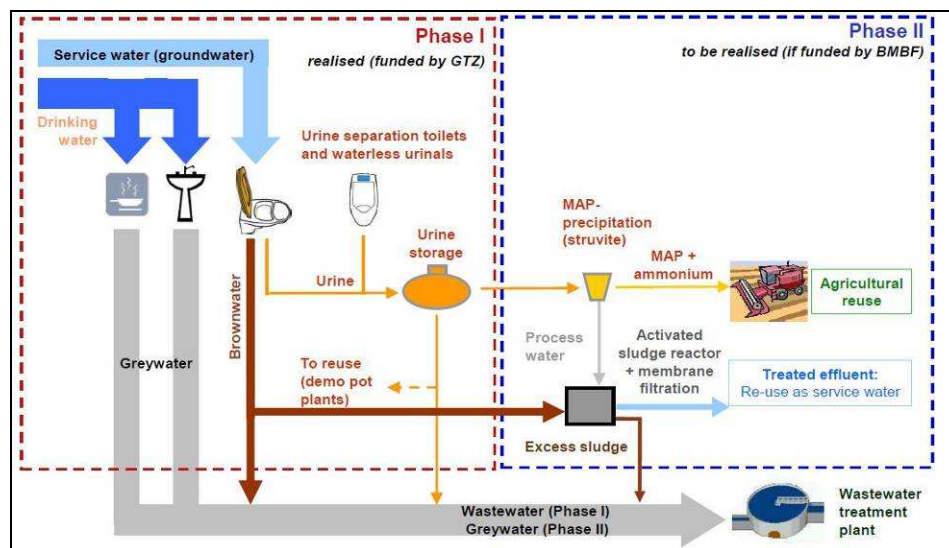 Phase I
realised (funded by GTZ)
Phase II
to be realised (if funded by BMBF)
Service water (groundwater)
Drinking
water
Urine separation toilets
and waterless urinals
Urine
storage
Urine
Brownwater
Greywater
To reuse
(demo pot
plants)
MAP-
precipitation
(struvite)
MAP +
ammonium
Agricultural
reuse
Process
water
Activated
sludge reactor
+ membrane
filtration
Treated effluent:
Re-use as service water
Excess sludge
Wastewater (Phase I)
Greywater (Phase II)
Wastewater
treatment
plant